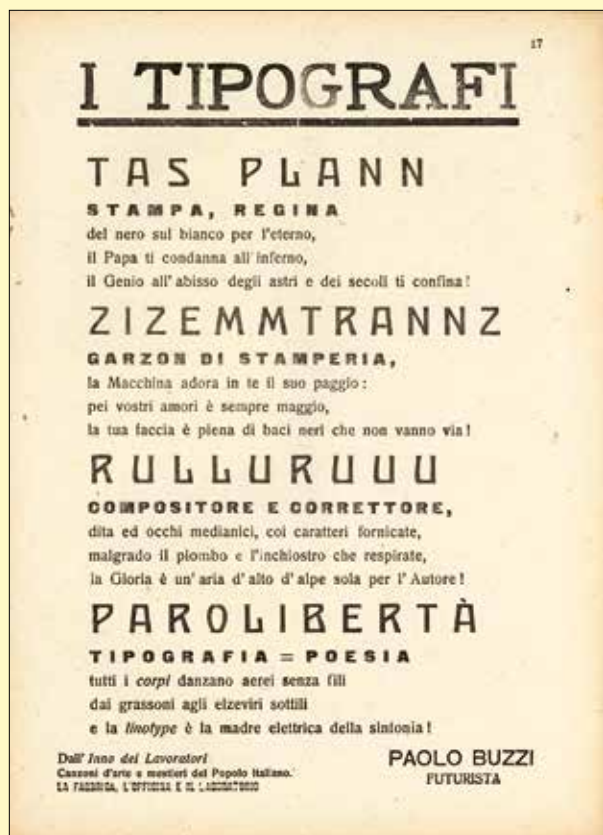 17
I TIPOGRAFI
TAS PLANN
STAMPA, REGINA
del nero sul bianco per l'eterno,
il Papa ti condanna all'inferno,
il Genio all'abisso degli astri e dei secoli ti confina!
ZIZEMMTRANNZ
GARZON DI STAMPERIA,
la Macchina adora in te il suo paggio:
pei vostri amori è sempre maggio,
la tua faccia è piena di baci neri che non vanno via!
RULLURUUU
COMPOSITORE E CORRETTORE,
dita ed occhi medianici, coi caratteri fornicate,
malgrado il piombo e l'inchiostro che respirate,
la Gloria è un'aria d'alto d'alpe sola per l'Autore!
PAROLIBERTÀ
TIPOGRAFIA = POESIA
tutti i corpi danzano aerei senza fili
dai grassoni agli elzeviri sottili
e la linotype è la madre elettrica della sinfonia!
Dall'Inno dei Lavoratori
Canzoni d'arte e mestieri del Popolo Italiano.
LA FABBRICA, L'OFFICINA E IL LABORATORIO
PAOLO BUZZI
FUTURISTA